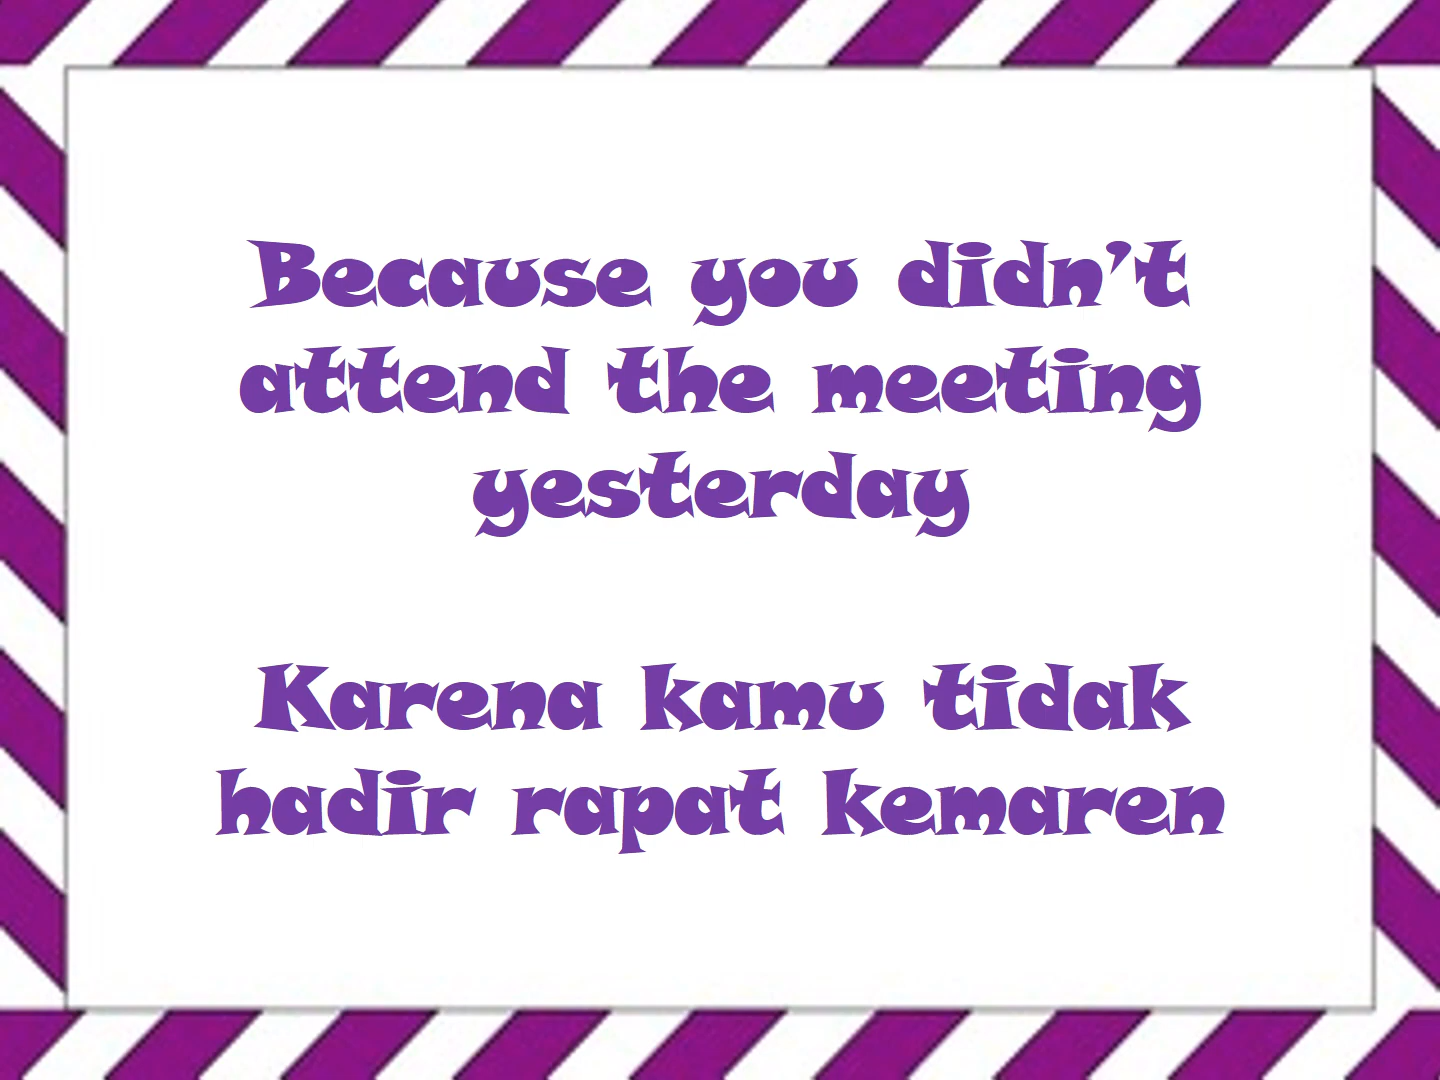 Because you didn’t
attend the meeting
yesterday
Karena kamu tidak
hadir rapat kemaren